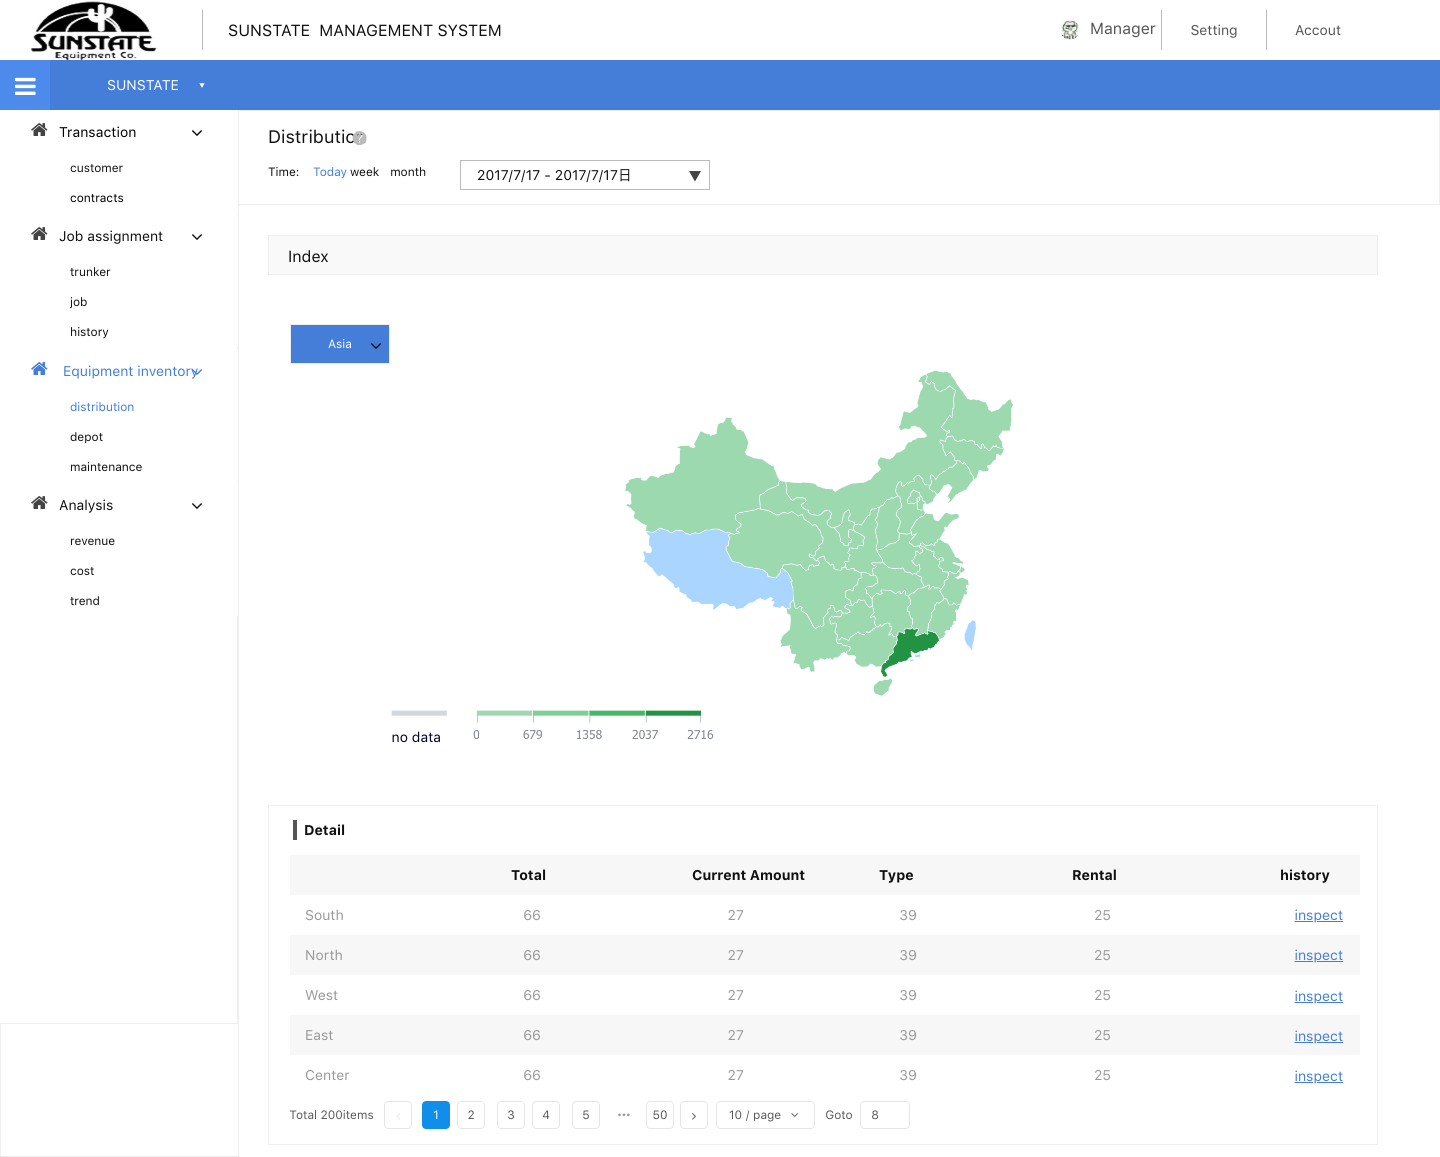 SUNSTATE
Equipment Co.
SUNSTATE MANAGEMENT SYSTEM
Manager
Setting
Accout
SUNSTATE
Transaction
customer
contracts
Job assignment
trunker
job
history
Equipment inventory
distribution
depot
maintenance
Analysis
revenue
cost
trend
Distributio
?
Time: Today week month
2017/7/17 - 2017/7/17日
Index
Asia
no data
0 679 1358 2037 2716
Detail
Total Current Amount Type Rental history
South 66 27 39 25 inspect
North 66 27 39 25 inspect
West 66 27 39 25 inspect
East 66 27 39 25 inspect
Center 66 27 39 25 inspect
Total 200items ‹ 1 2 3 4 5 ··· 50 › 10 / page Goto 8